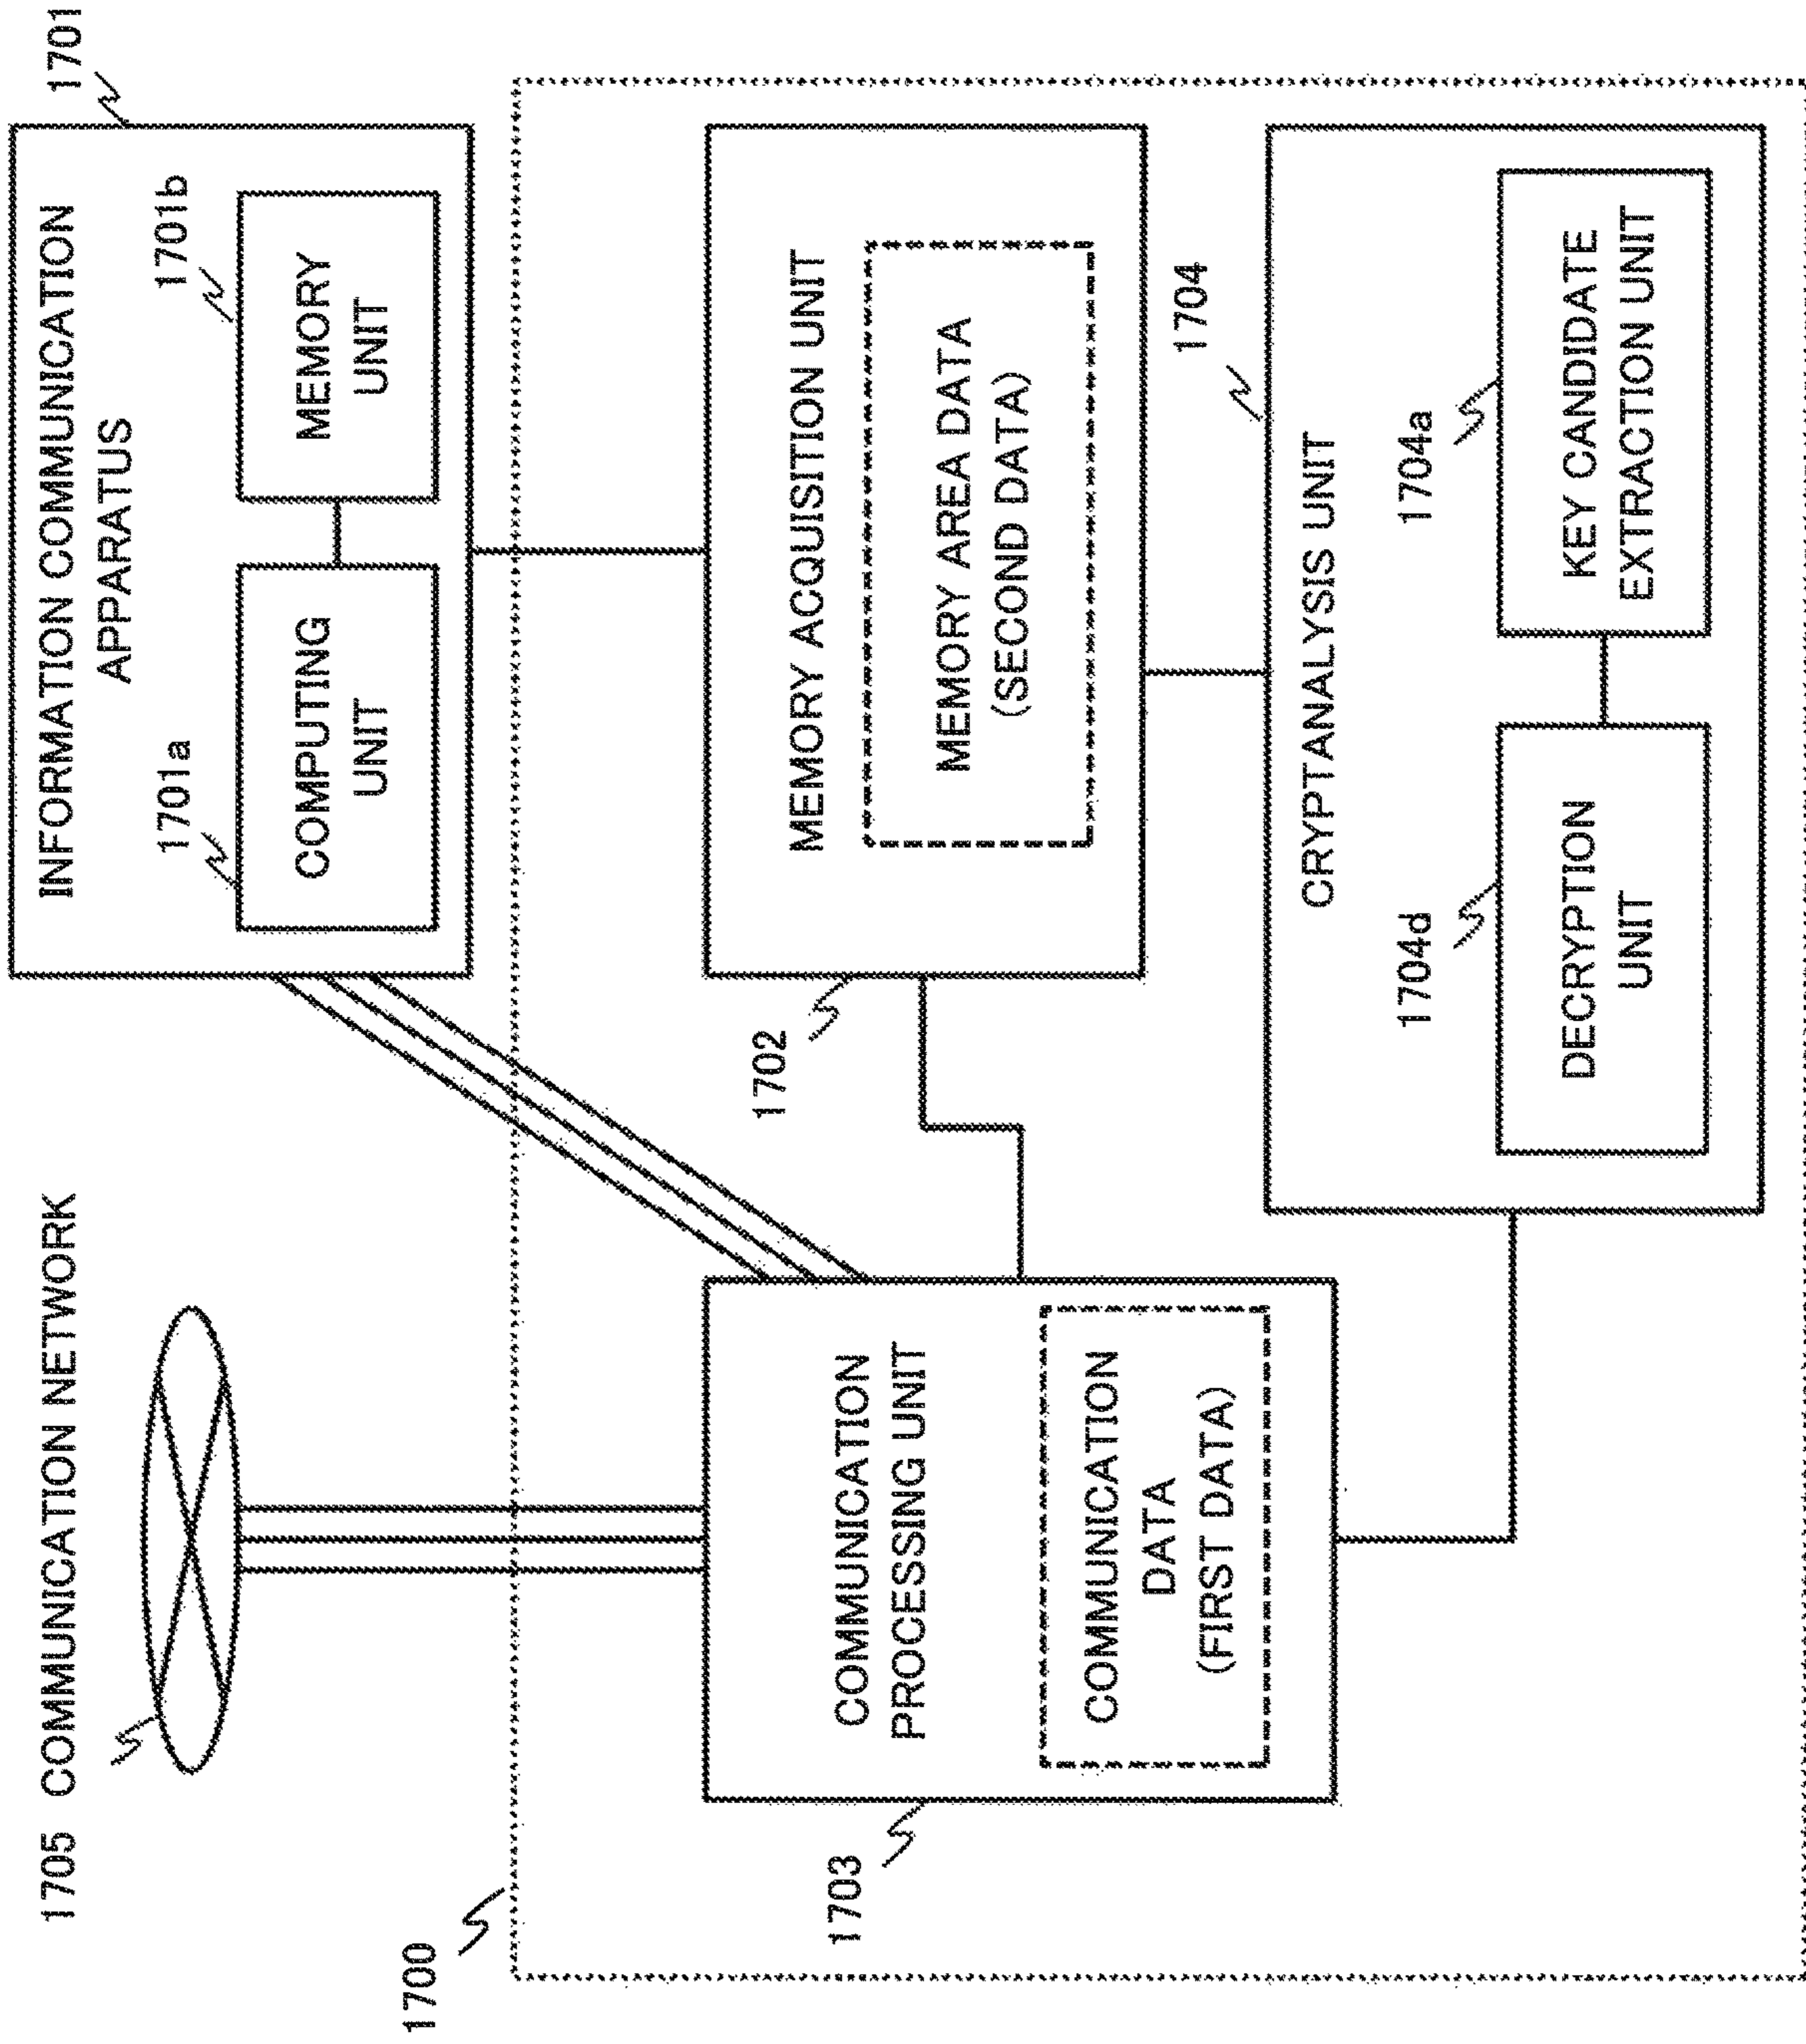 1705 COMMUNICATION NETWORK
1701
INFORMATION COMMUNICATION
APPARATUS
1701a
1701b
COMPUTING
UNIT
MEMORY
UNIT
1700
1703
COMMUNICATION
PROCESSING UNIT
COMMUNICATION
DATA
(FIRST DATA)
1702
MEMORY ACQUISITION UNIT
MEMORY AREA DATA
(SECOND DATA)
1704
CRYPTANALYSIS UNIT
1704d
1704a
DECRYPTION
UNIT
KEY CANDIDATE
EXTRACTION UNIT